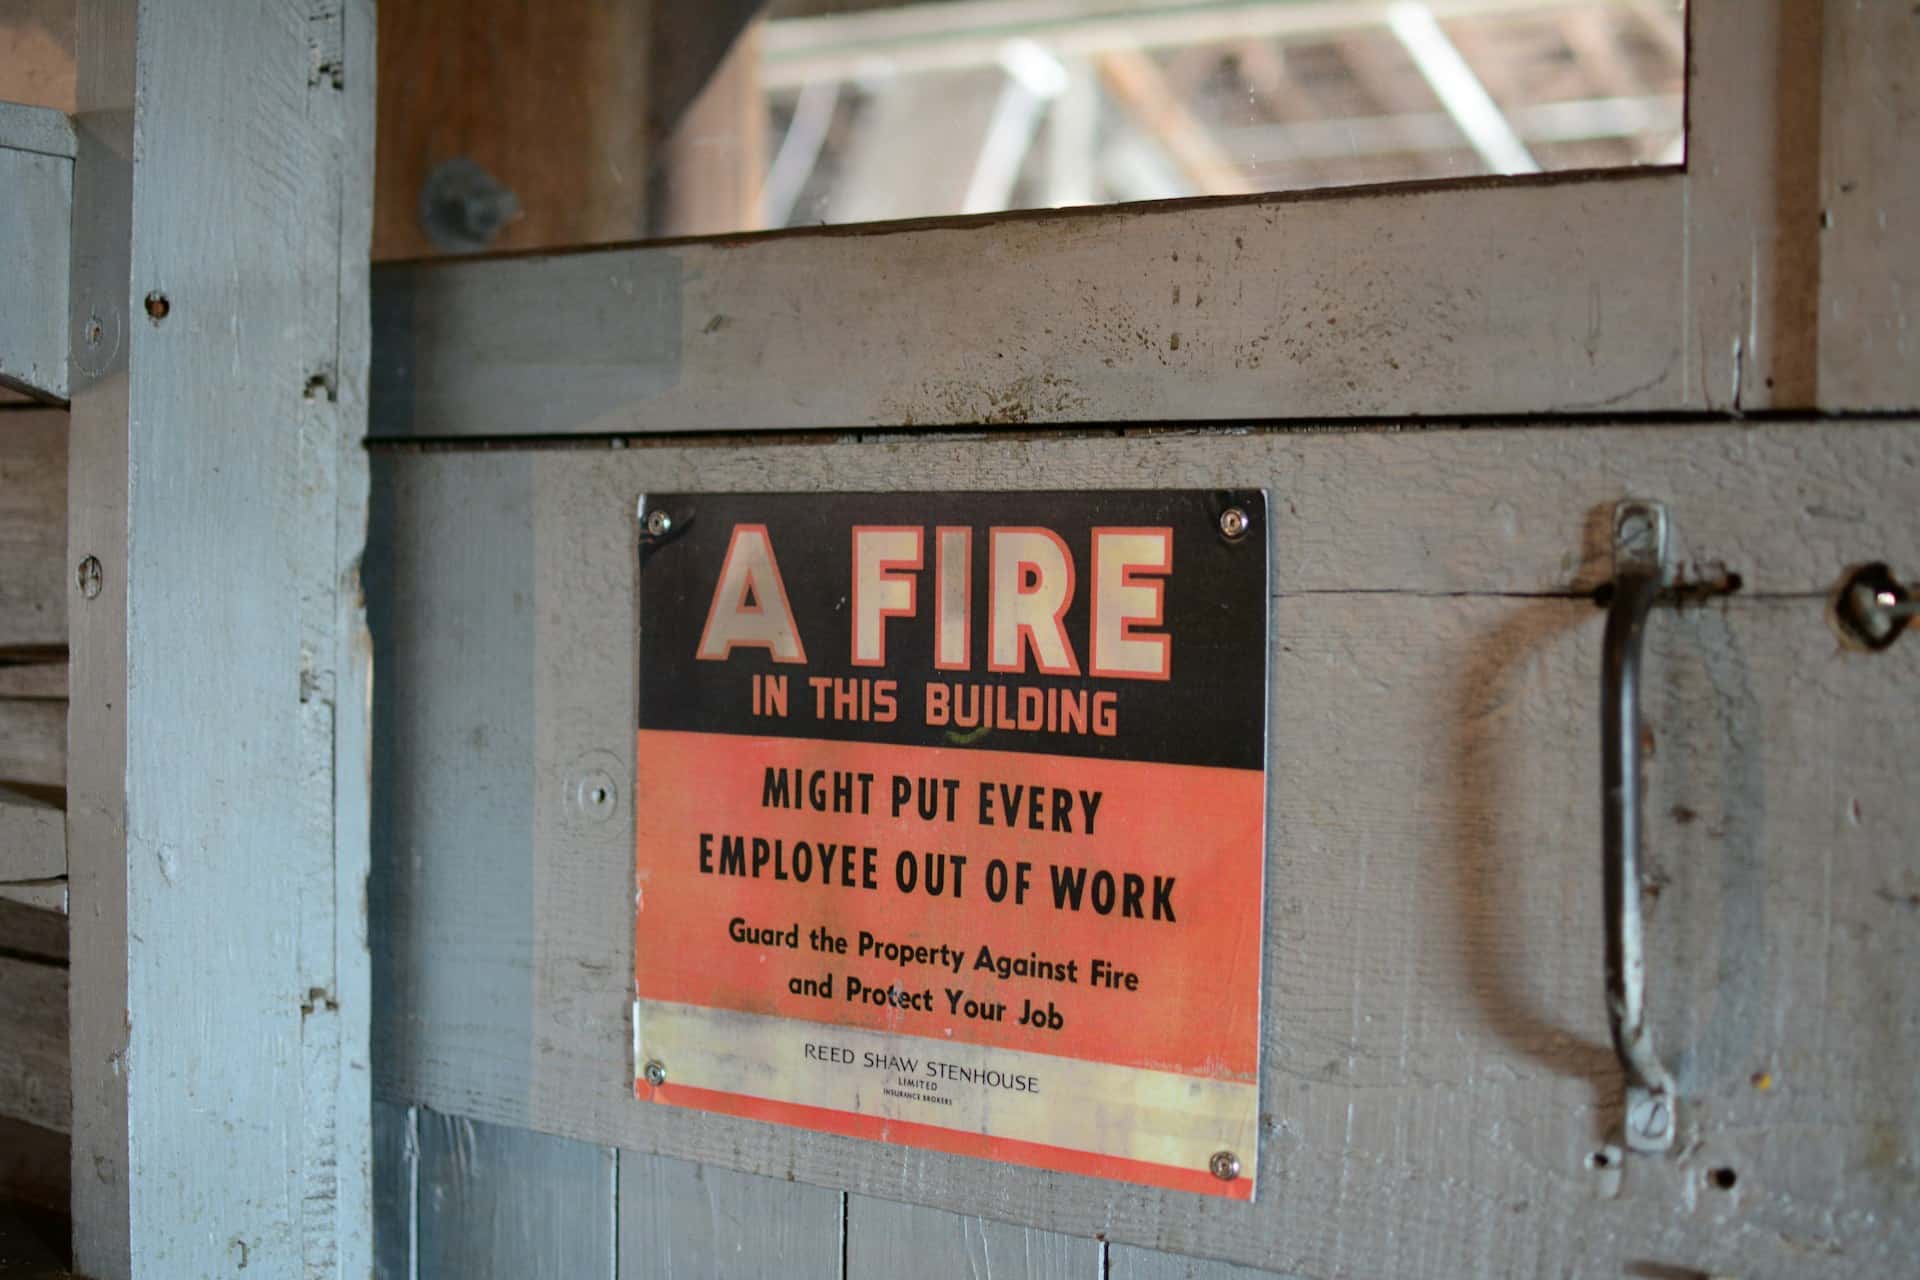 A FIRE
IN THIS BUILDING
MIGHT PUT EVERY
EMPLOYEE OUT OF WORK
Guard the Property Against Fire
and Protect Your Job
REED SHAW STENHOUSE
LIMITED
INSURANCE BROKERS